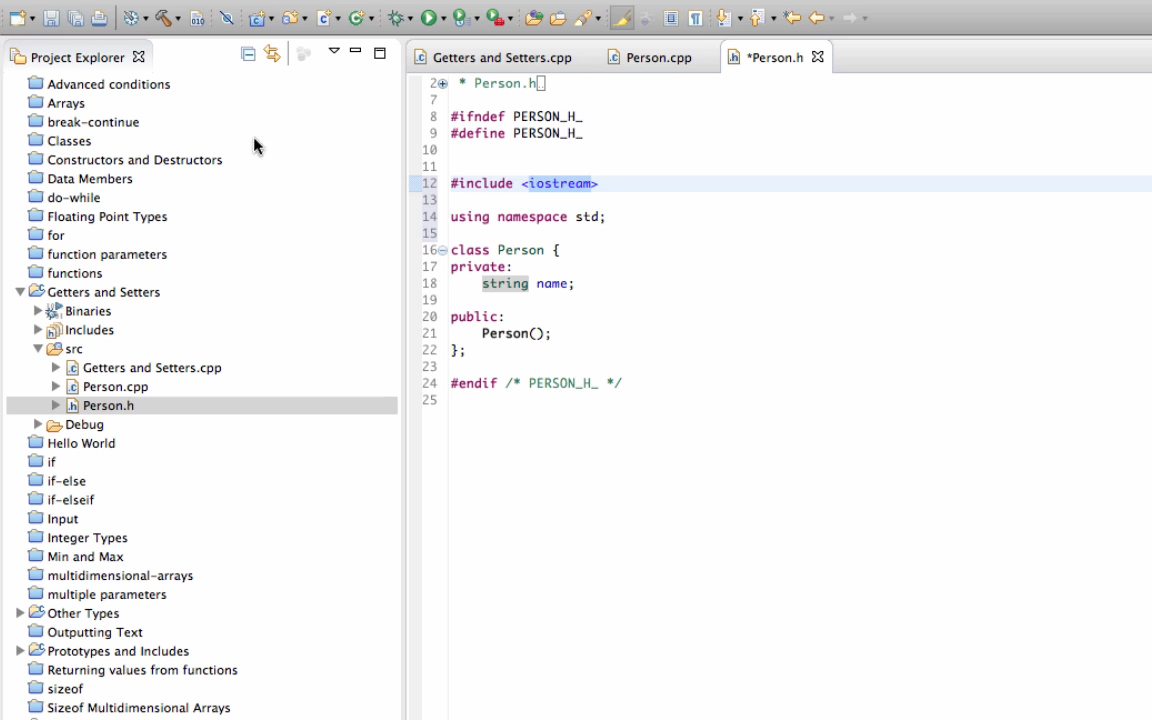 Project Explorer
Advanced conditions
Arrays
break-continue
Classes
Constructors and Destructors
Data Members
do-while
Floating Point Types
for
function parameters
functions
Getters and Setters
Binaries
Includes
src
Getters and Setters.cpp
Person.cpp
Person.h
Debug
Hello World
if
if-else
if-elseif
Input
Integer Types
Min and Max
multidimensional-arrays
multiple parameters
Other Types
Outputting Text
Prototypes and Includes
Returning values from functions
sizeof
Sizeof Multidimensional Arrays
Getters and Setters.cpp Person.cpp *Person.h
2 * Person.h
7
8 #ifndef PERSON_H_
9 #define PERSON_H_
10
11
12 #include <iostream>
13
14 using namespace std;
15
16 class Person {
17 private:
18 string name;
19
20 public:
21 Person();
22 };
23
24 #endif /* PERSON_H_ */
25